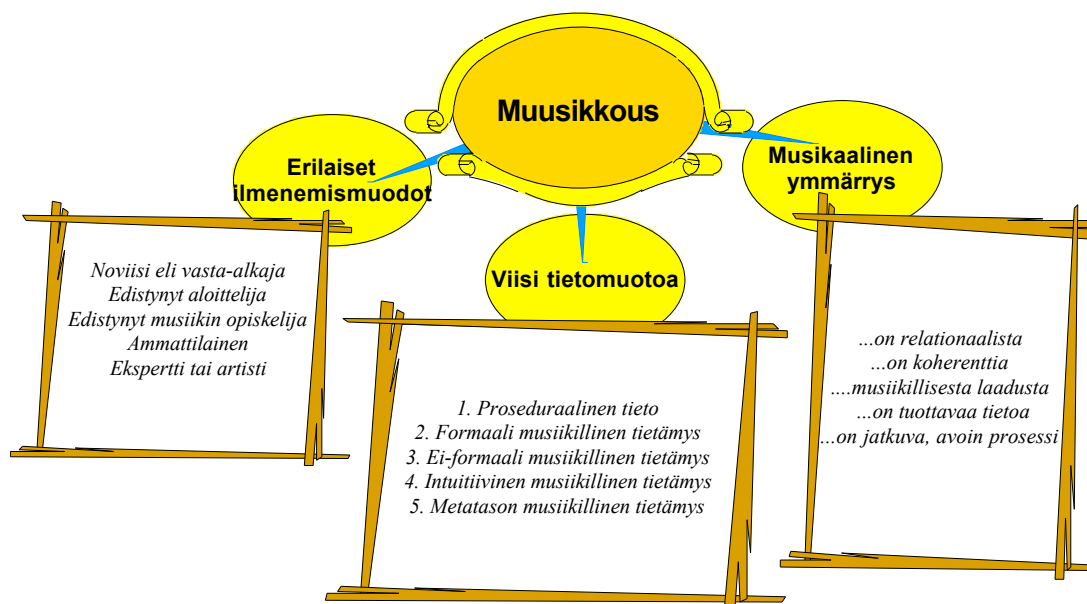 Muusikkous
Erilaiset
ilmenemismuodot
Musikaalinen
ymmärrys
Viisi tietomuotoa
Noviisi eli vasta-alkaja
Edistynyt aloittelija
Edistynyt musiikin opiskelija
Ammattilainen
Ekspertti tai artisti
1. Proseduraalinen tieto
2. Formaali musiikillinen tietämys
3. Ei-formaali musiikillinen tietämys
4. Intuitiivinen musiikillinen tietämys
5. Metatason musiikillinen tietämys
...on relationaalista
...on koherenttia
....musiikillisesta laadusta
...on tuottavaa tietoa
...on jatkuva, avoin prosessi